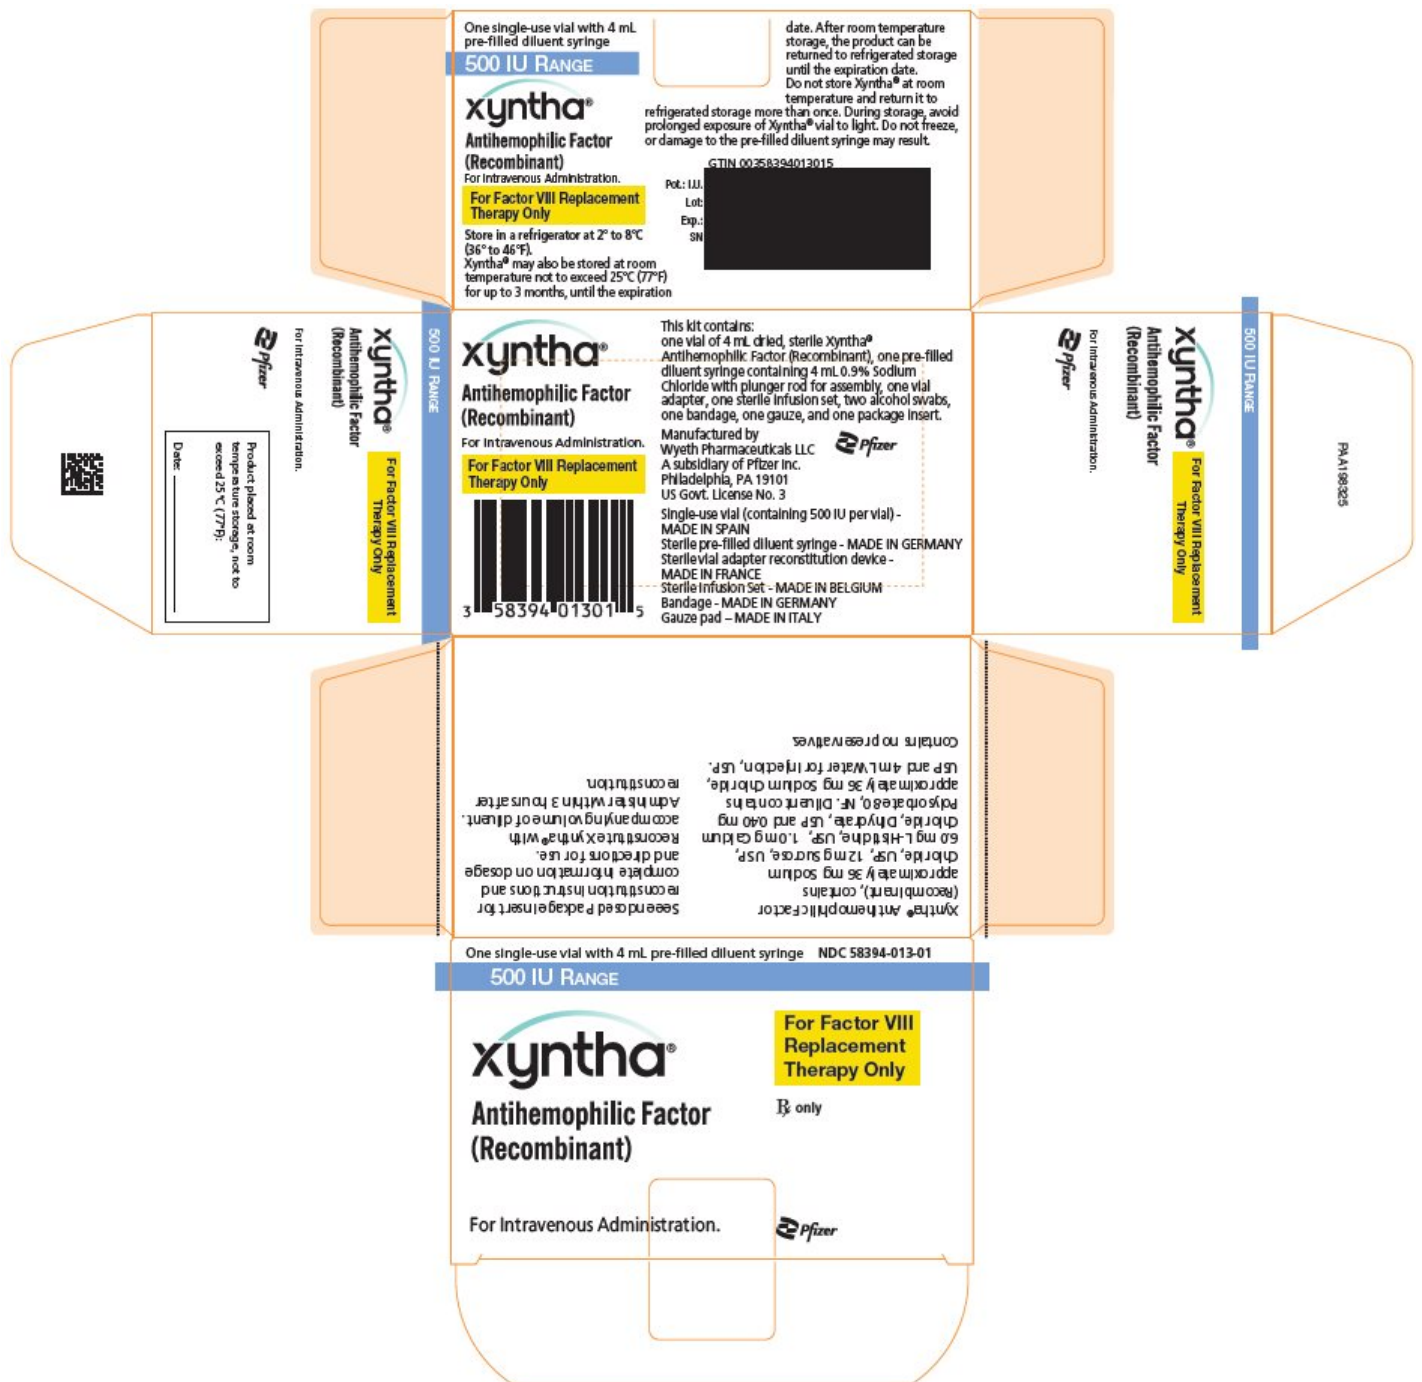 One single-use vial with 4 mL
pre-filled diluent syringe
500 IU RANGE
xyntha®
Antihemophilic Factor
(Recombinant)
For Intravenous Administration.
For Factor VIII Replacement
Therapy Only
Store in a refrigerator at 2° to 8°C
(36° to 46°F).
Xyntha® may also be stored at room
temperature not to exceed 25°C (77°F)
for up to 3 months, until the expiration
date. After room temperature
storage, the product can be
returned to refrigerated storage
until the expiration date.
Do not store Xyntha® at room
temperature and return it to
refrigerated storage more than once. During storage, avoid
prolonged exposure of Xyntha® vial to light. Do not freeze,
or damage to the pre-filled diluent syringe may result.
GTIN 00358394013015
Pot.: I.U.
Lot:
Exp.:
SN
500 IU RANGE
xyntha®
Antihemophilic Factor
(Recombinant)
For Intravenous Administration.
Pfizer
For Factor VIII Replacement
Therapy Only
Product placed at room
temperature storage, not to
exceed 25°C (77°F):
Date:
xyntha®
Antihemophilic Factor
(Recombinant)
For Intravenous Administration.
For Factor VIII Replacement
Therapy Only
3 58394 01301 5
This kit contains:
one vial of 4 mL dried, sterile Xyntha®
Antihemophilic Factor (Recombinant), one pre-filled
diluent syringe containing 4 mL 0.9% Sodium
Chloride with plunger rod for assembly, one vial
adapter, one sterile infusion set, two alcohol swabs,
one bandage, one gauze, and one package insert.
Manufactured by
Wyeth Pharmaceuticals LLC
A subsidiary of Pfizer Inc.
Philadelphia, PA 19101
US Govt. License No. 3
Pfizer
Single-use vial (containing 500 IU per vial) -
MADE IN SPAIN
Sterile pre-filled diluent syringe - MADE IN GERMANY
Sterile vial adapter reconstitution device -
MADE IN FRANCE
Sterile Infusion Set - MADE IN BELGIUM
Bandage - MADE IN GERMANY
Gauze pad – MADE IN ITALY
500 IU RANGE
xyntha®
Antihemophilic Factor
(Recombinant)
For Intravenous Administration.
Pfizer
For Factor VIII Replacement
Therapy Only
PAA198325
Xyntha® Antihemophilic Factor
(Recombinant), contains
approximately 36 mg Sodium
Chloride, USP, 12 mg Sucrose, USP,
6.0 mg L-Histidine, USP, 1.0 mg Calcium
Chloride, Dihydrate, USP and 0.40 mg
Polysorbate 80, NF. Diluent contains
approximately 36 mg Sodium Chloride,
USP and 4 mL Water for Injection, USP.
Contains no preservatives.
See enclosed Package Insert for
reconstitution instructions and
complete information on dosage
and directions for use.
Reconstitute Xyntha® with
accompanying volume of diluent.
Administer within 3 hours after
reconstitution.
One single-use vial with 4 mL pre-filled diluent syringe NDC 58394-013-01
500 IU RANGE
xyntha®
Antihemophilic Factor
(Recombinant)
For Factor VIII
Replacement
Therapy Only
℞ only
For Intravenous Administration.
Pfizer